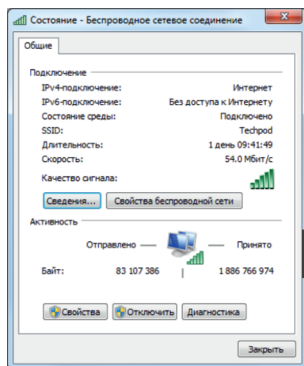 Состояние - Беспроводное сетевое соединение
Общие
Подключение
IPv4-подключение: Интернет
IPv6-подключение: Без доступа к Интернету
Состояние среды: Подключено
SSID: Techpod
Длительность: 1 день 09:41:49
Скорость: 54.0 Мбит/с
Качество сигнала:
Сведения... Свойства беспроводной сети
Активность
Отправлено — — Принято
Байт: 83 107 386 | 1 886 766 974
Свойства Отключить Диагностика
Закрыть